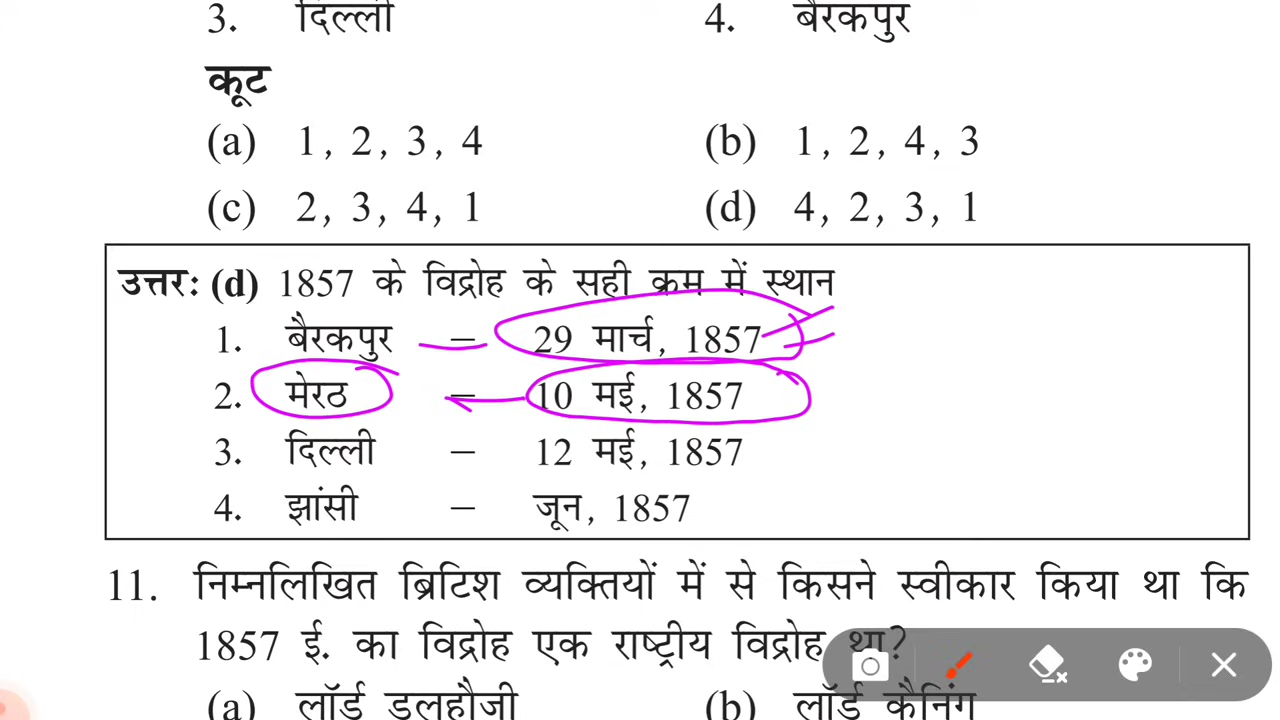 3. दिल्ली 4. बैरकपुर
कूट
(a) 1, 2, 3, 4 (b) 1, 2, 4, 3
(c) 2, 3, 4, 1 (d) 4, 2, 3, 1
उत्तरः (d) 1857 के विद्रोह के सही क्रम में स्थान
1. बैरकपुर – 29 मार्च, 1857
2. मेरठ – 10 मई, 1857
3. दिल्ली – 12 मई, 1857
4. झांसी – जून, 1857
11. निम्नलिखित ब्रिटिश व्यक्तियों में से किसने स्वीकार किया था कि
1857 ई. का विद्रोह एक राष्ट्रीय विद्रोह था?
(a) लॉर्ड डलहौजी (b) लॉर्ड कैनिंग